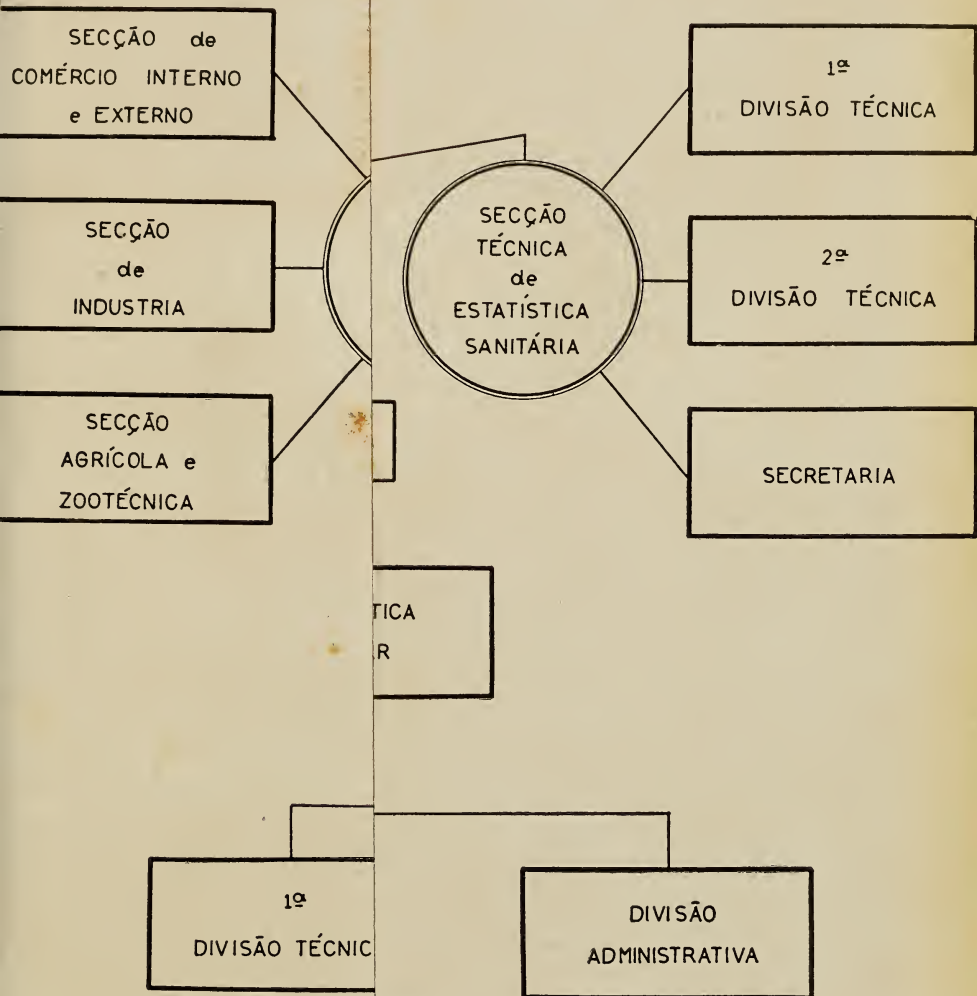 SECÇÃO de
COMÉRCIO INTERNO
e EXTERNO
SECÇÃO
de
INDUSTRIA
SECÇÃO
AGRÍCOLA e
ZOOTÉCNICA
SECÇÃO
TÉCNICA
de
ESTATÍSTICA
SANITÁRIA
1ª
DIVISÃO TÉCNICA
2ª
DIVISÃO TÉCNICA
SECRETARIA
TICA
R
1ª
DIVISÃO TÉCNIC
DIVISÃO
ADMINISTRATIVA